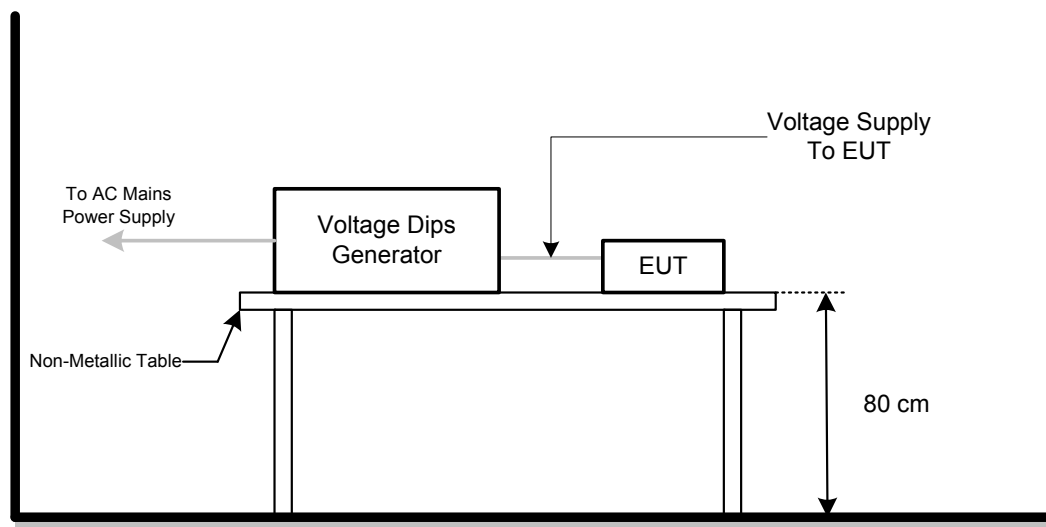 Voltage Supply
To EUT
To AC Mains
Power Supply
Voltage Dips
Generator
EUT
Non-Metallic Table
80 cm